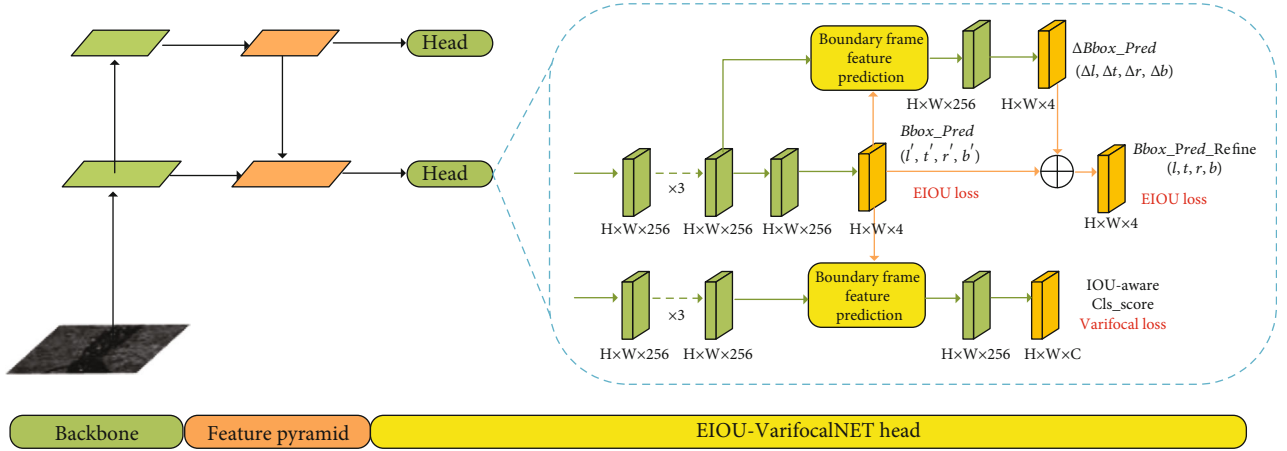 Head
Head
Boundary frame
feature
prediction
H×W×256
H×W×4
ΔBbox_Pred
(Δl, Δt, Δr, Δb)
Bbox_Pred
(l′, t′, r′, b′)
×3
H×W×256
H×W×256
H×W×256
H×W×4
EIOU loss
Bbox_Pred_Refine
(l, t, r, b)
EIOU loss
H×W×4
×3
H×W×256
H×W×256
Boundary frame
feature
prediction
H×W×256
H×W×C
IOU-aware
Cls_score
Varifocal loss
Backbone
Feature pyramid
EIOU-VarifocalNET head